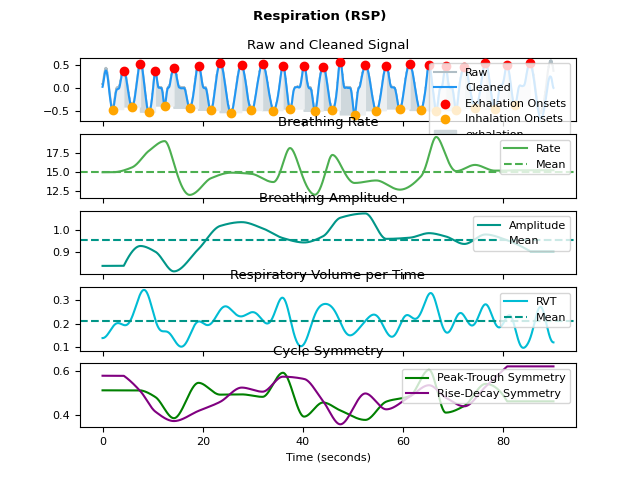 Respiration (RSP)
Raw and Cleaned Signal
0.5
0.0
−0.5
Raw
Cleaned
Exhalation Onsets
Inhalation Onsets
exhalation
Breathing Rate
17.5
15.0
12.5
Rate
Mean
Breathing Amplitude
1.0
0.9
Amplitude
Mean
Respiratory Volume per Time
0.3
0.2
0.1
RVT
Mean
Cycle Symmetry
0.6
0.4
Peak-Trough Symmetry
Rise-Decay Symmetry
0 20 40 60 80
Time (seconds)